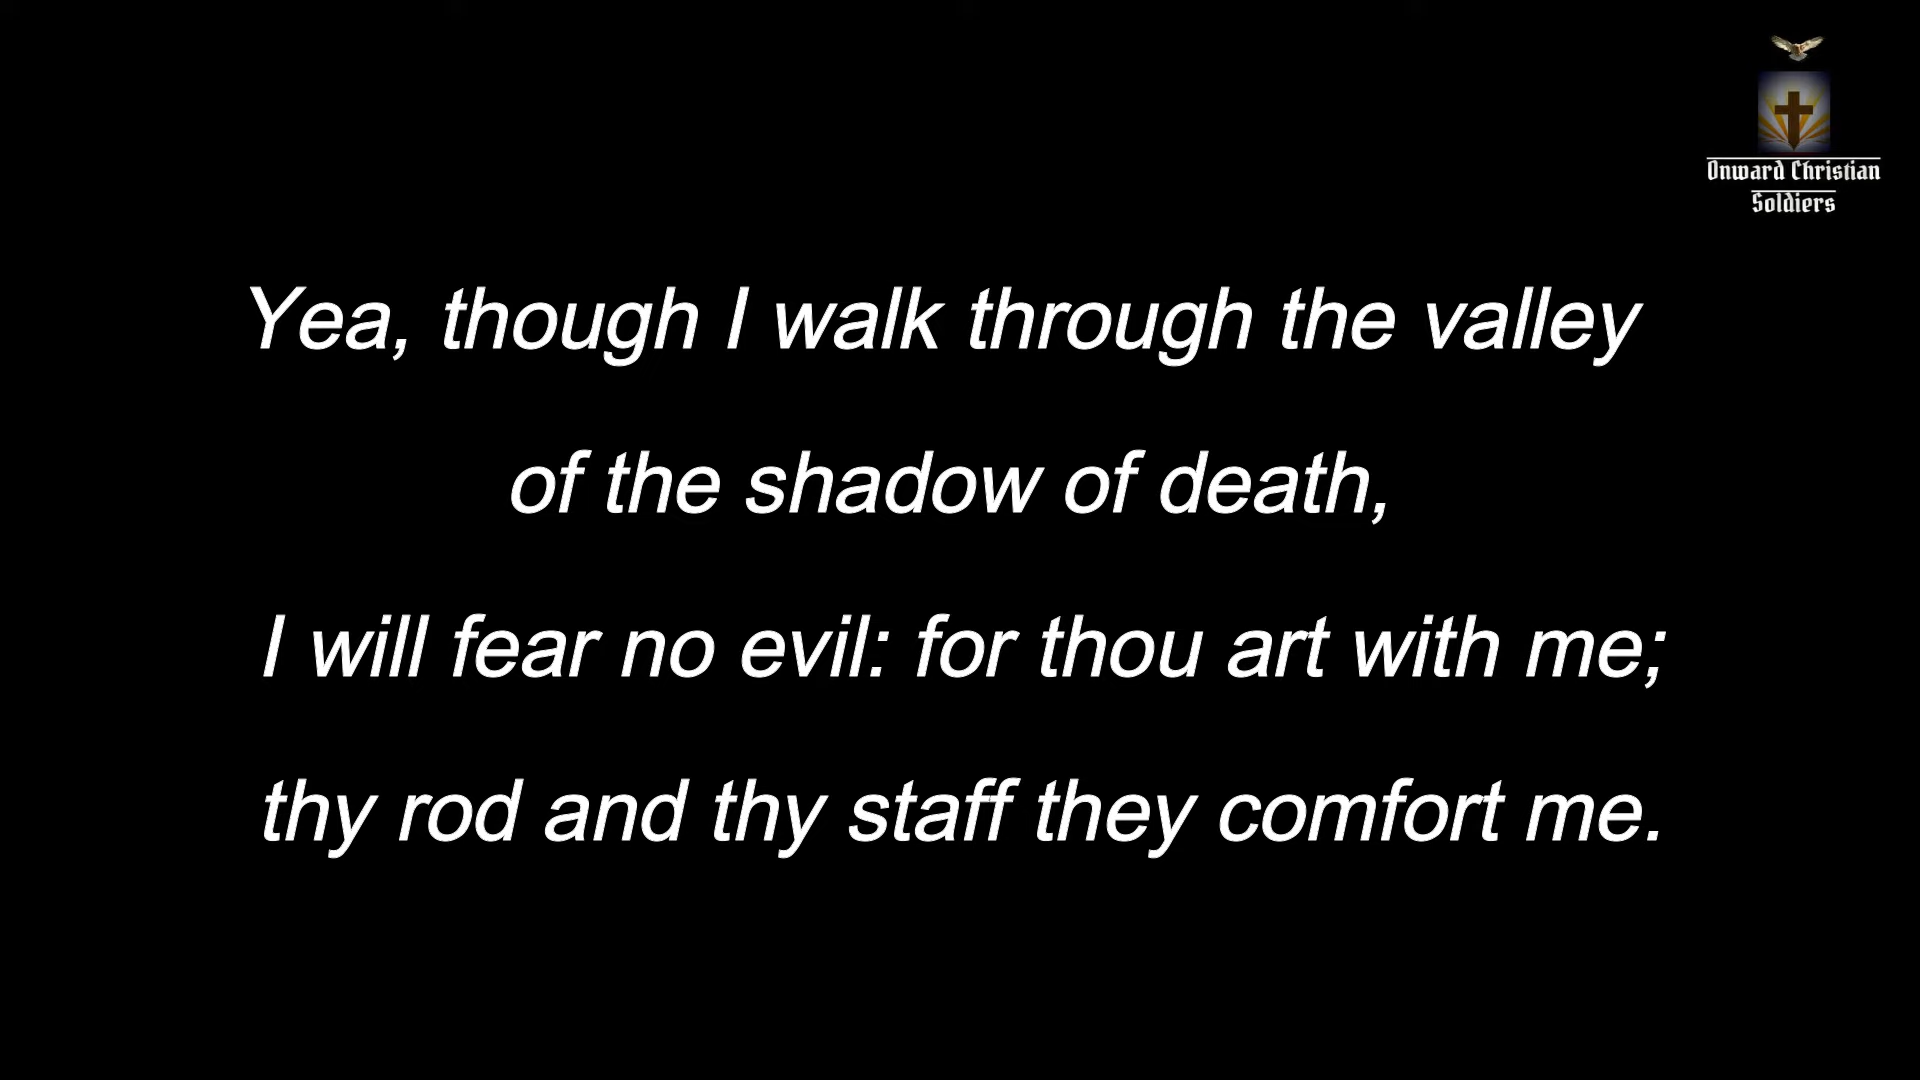 Onward Christian
Soldiers
Yea, though I walk through the valley
of the shadow of death,
I will fear no evil: for thou art with me;
thy rod and thy staff they comfort me.